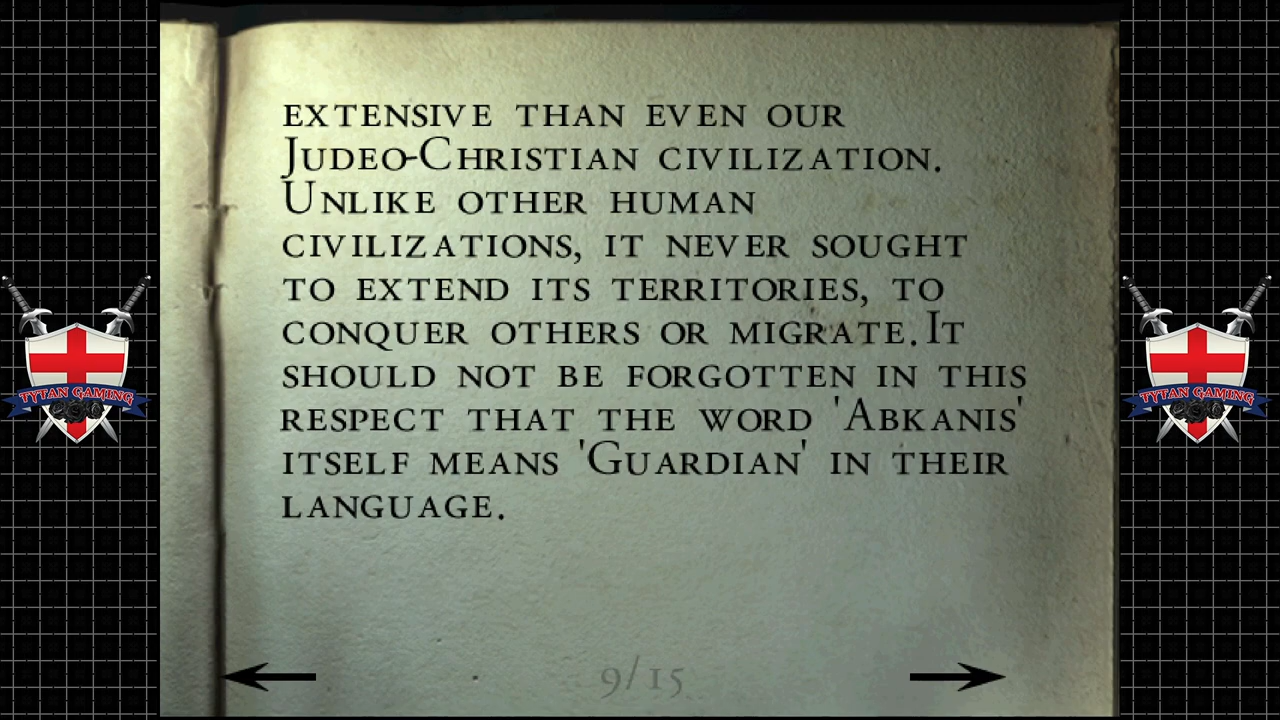 extensive than even our
Judeo-Christian civilization.
Unlike other human
civilizations, it never sought
to extend its territories, to
conquer others or migrate. It
should not be forgotten in this
respect that the word 'Abkanis'
itself means 'Guardian' in their
language.
9/15
TYTAN GAMING
TYTAN GAMING